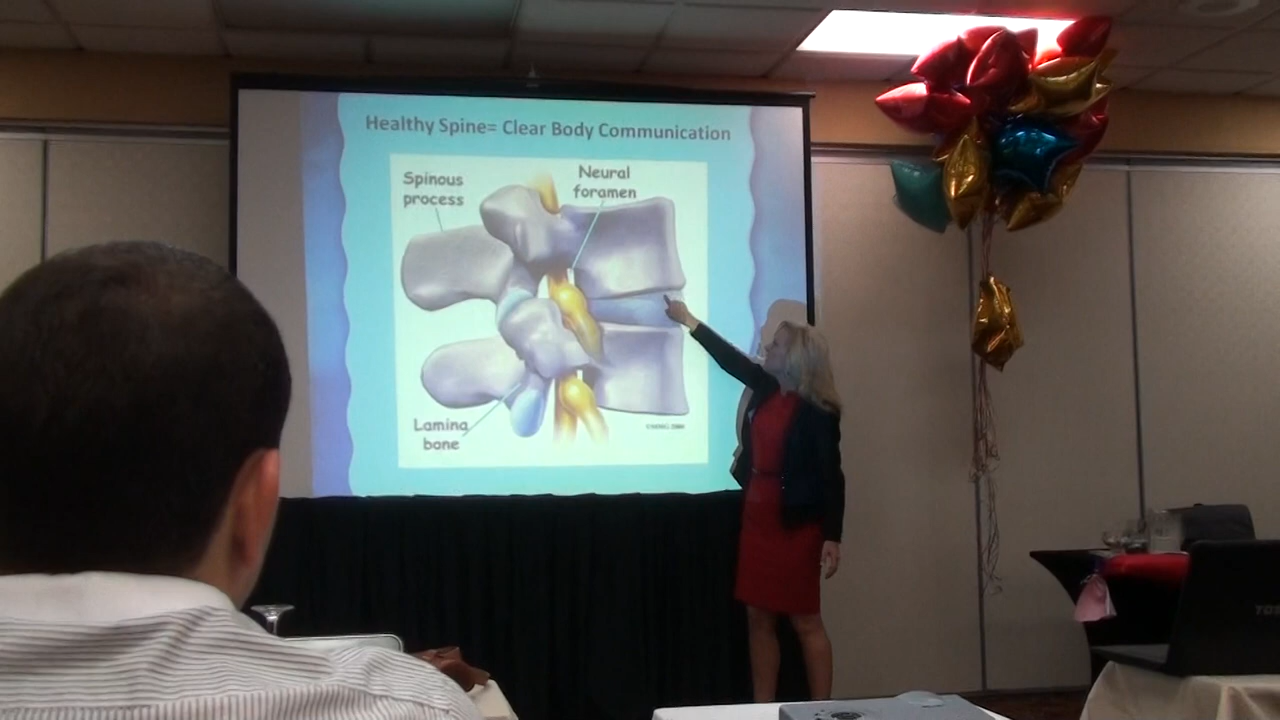 Healthy Spine= Clear Body Communication
Spinous
process
Neural
foramen
Lamina
bone